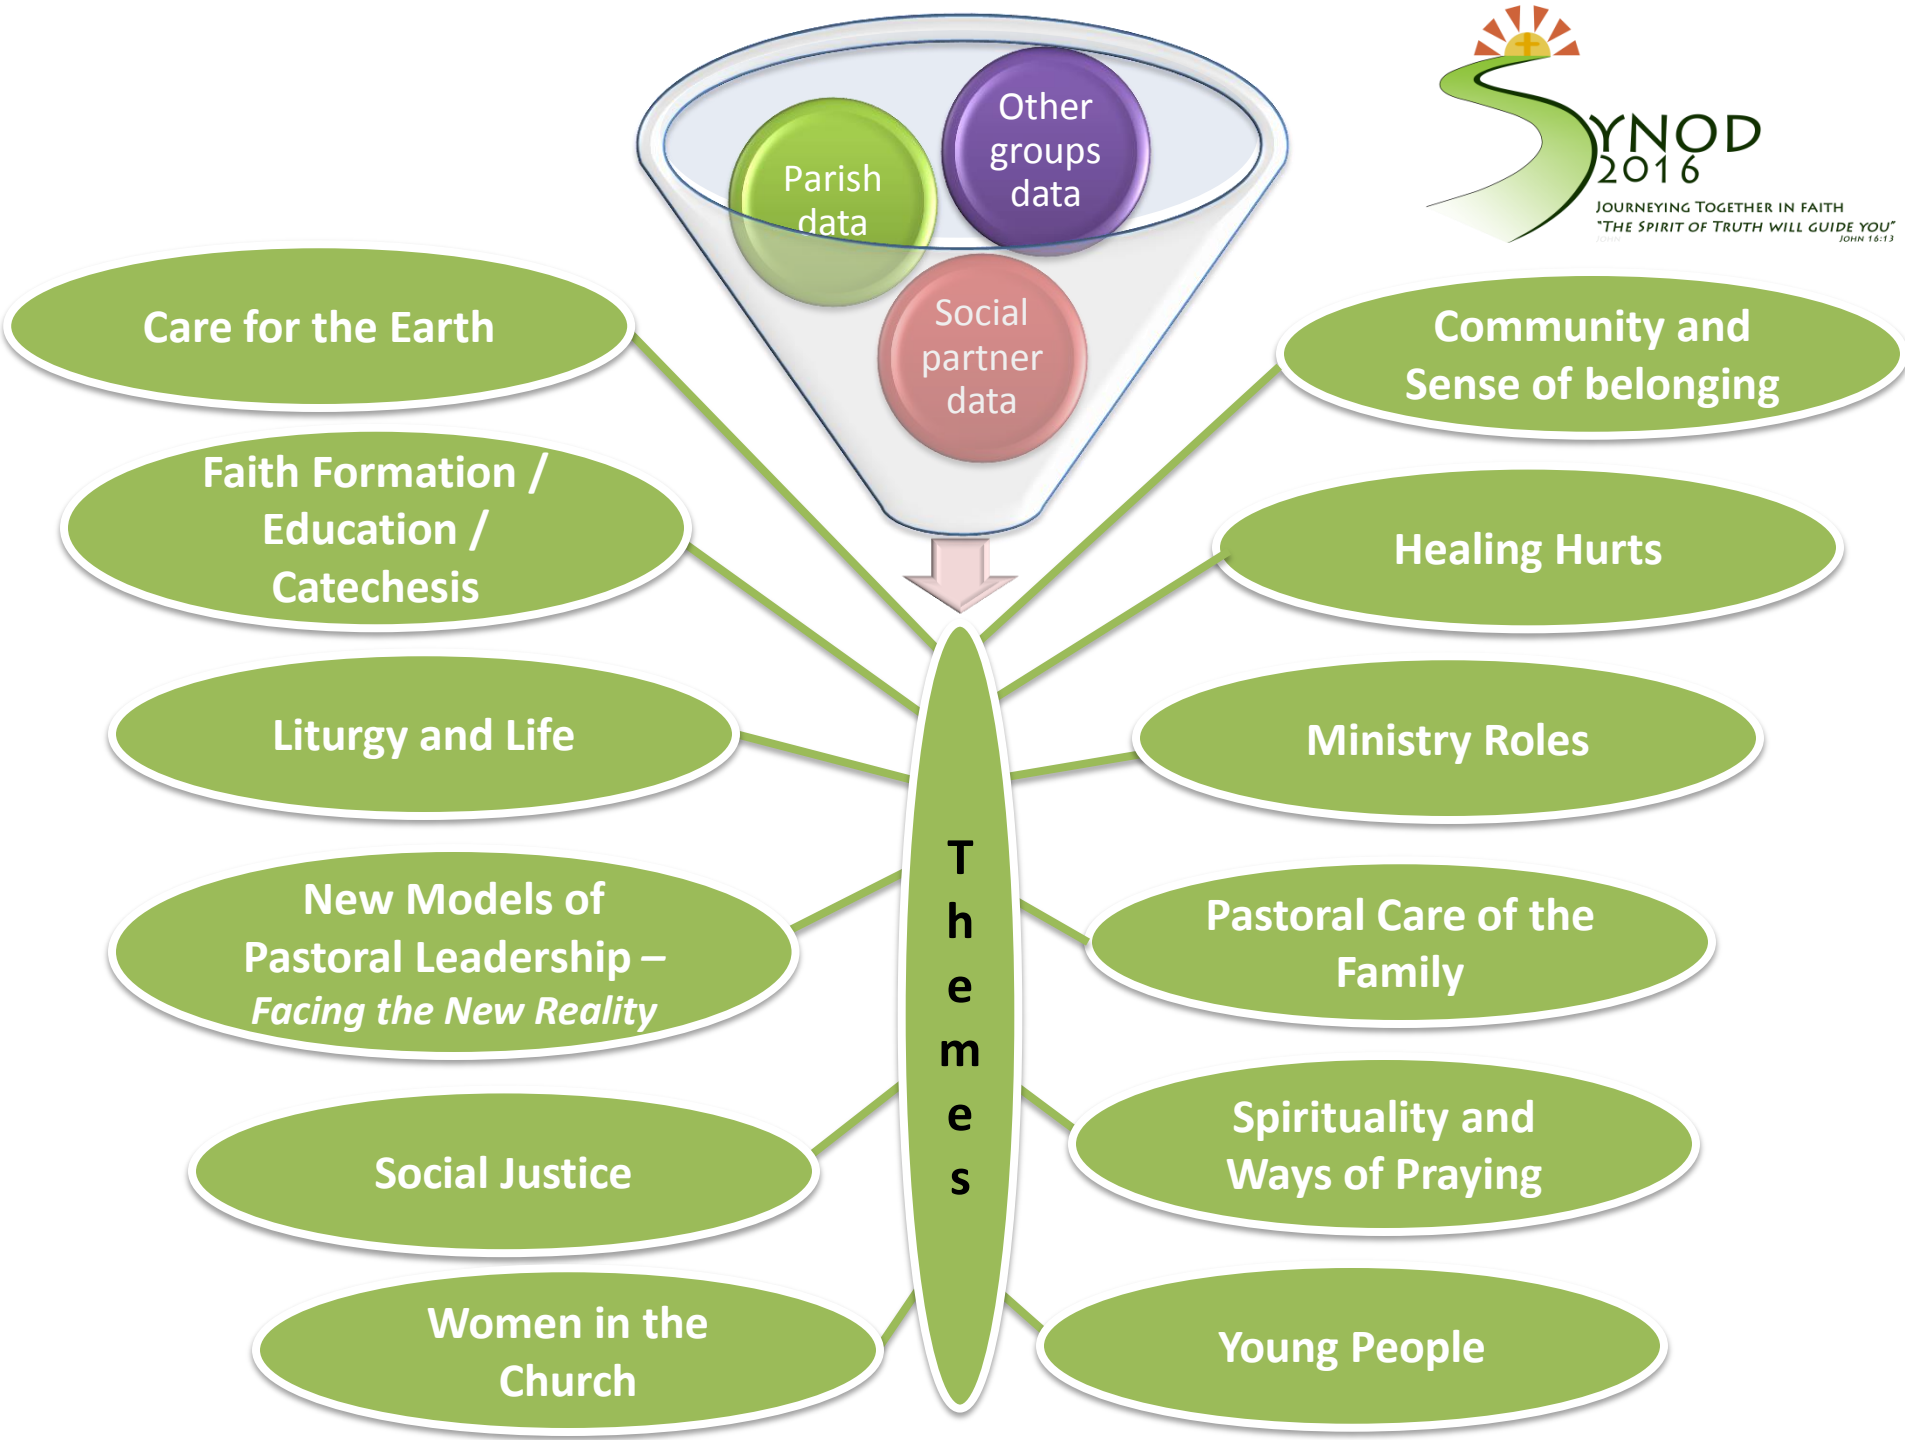 Other
groups
data
Parish
data
Social
partner
data
YNOD
2016
JOURNEYING TOGETHER IN FAITH
"THE SPIRIT OF TRUTH WILL GUIDE YOU"
JOHN 16:13
Care for the Earth
Faith Formation /
Education /
Catechesis
Liturgy and Life
New Models of
Pastoral Leadership –
Facing the New Reality
Social Justice
Women in the
Church
T
h
e
m
e
s
Community and
Sense of belonging
Healing Hurts
Ministry Roles
Pastoral Care of the
Family
Spirituality and
Ways of Praying
Young People